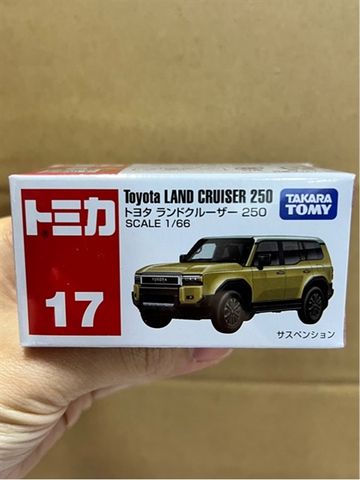 トミカ
17
Toyota LAND CRUISER 250
トヨタ ランドクルーザー 250
SCALE 1/66
TAKARA
TOMY
TOYOTA
サスペンション